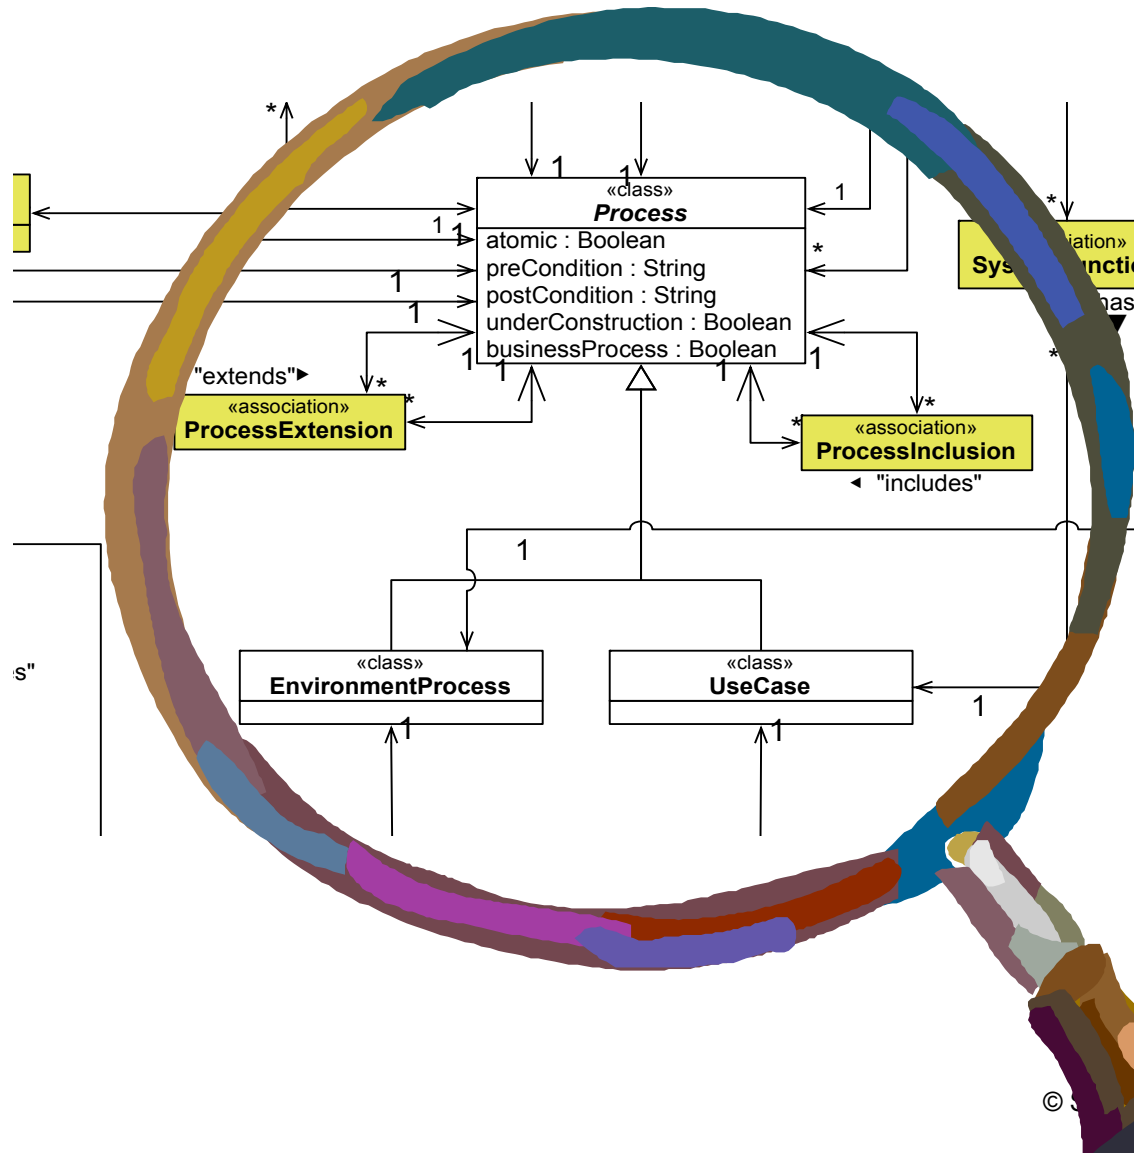 *
1
1
«class»
Process
1
*
1
1
atomic : Boolean
*
preCondition : String
1
postCondition : String
1
underConstruction : Boolean
businessProcess : Boolean
1
1
1
1
*
"extends"
*
*
«association»
ProcessExtension
*
*
«association»
ProcessInclusion
"includes"
1
«class»
EnvironmentProcess
1
«class»
UseCase
1
1
©